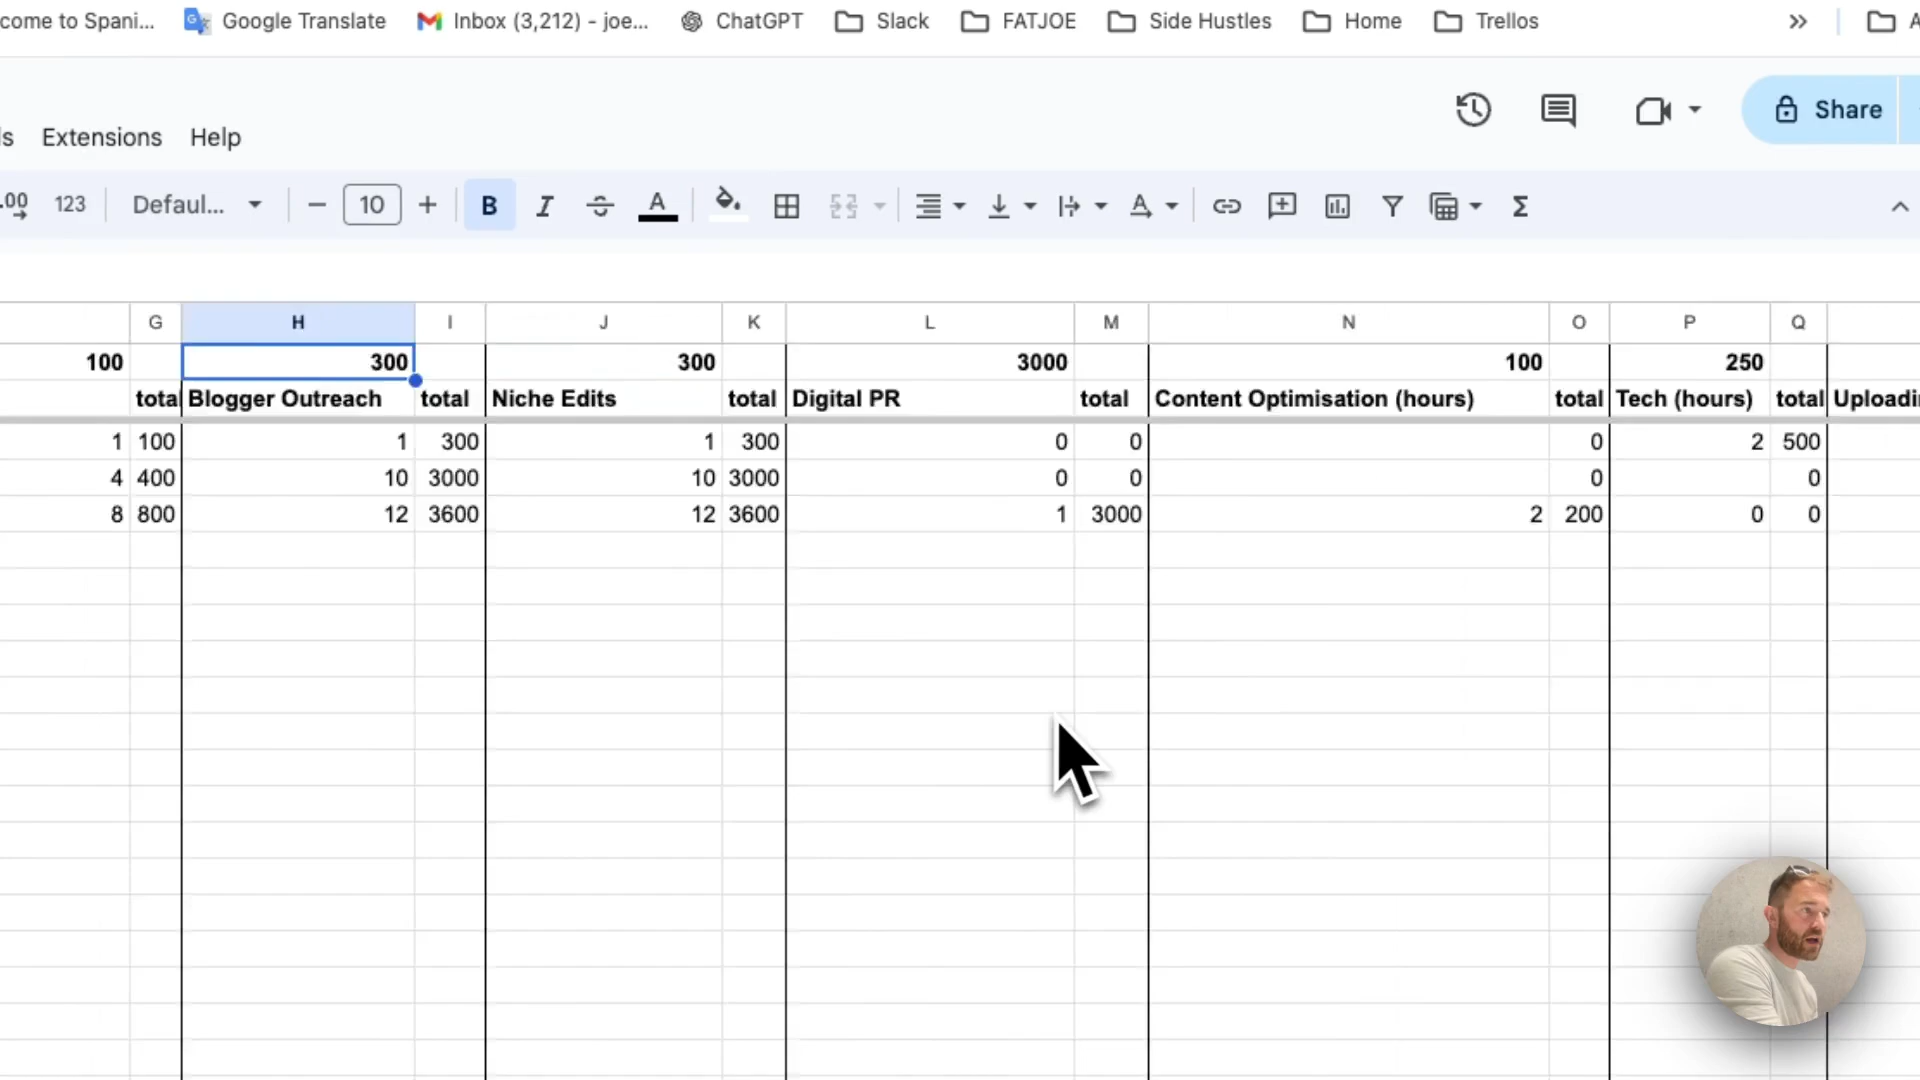 come to Spani... Google Translate Inbox (3,212) - joe... ChatGPT Slack FATJOE Side Hustles Home Trellos »
Share
Extensions Help
.00 123 Defaul... 10 B I A A Σ
G H I J K L M N O P Q
100 300 300 3000 100 250
total Blogger Outreach total Niche Edits total Digital PR total Content Optimisation (hours) total Tech (hours) total Uploadi
1 100 1 300 1 300 0 0 0 2 500
4 400 10 3000 10 3000 0 0 0 0
8 800 12 3600 12 3600 1 3000 2 200 0 0